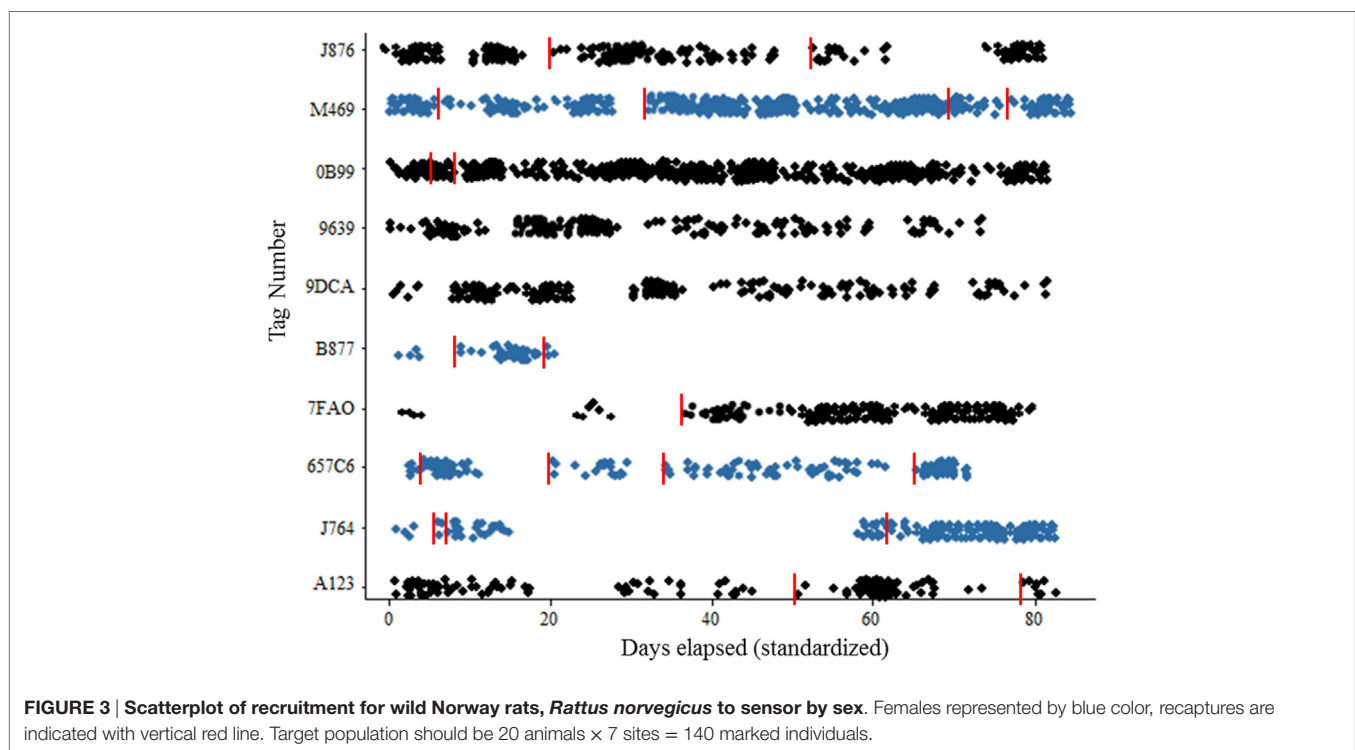 J876
M469
0B99
9639
9DCA
B877
7FAO
657C6
J764
A123
Tag Number
0 20 40 60 80
Days elapsed (standardized)
FIGURE 3 | Scatterplot of recruitment for wild Norway rats, Rattus norvegicus to sensor by sex. Females represented by blue color, recaptures are
indicated with vertical red line. Target population should be 20 animals × 7 sites = 140 marked individuals.